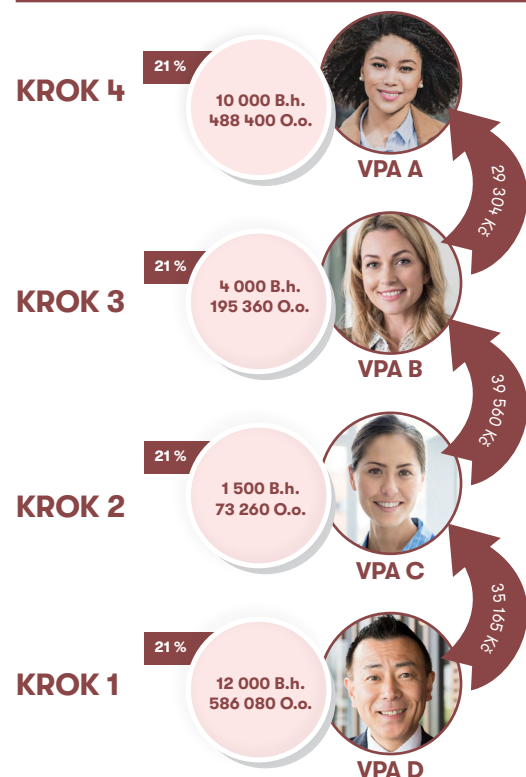 KROK 4
21 %
10 000 B.h.
488 400 O.o.
VPA A
29 304 Kč
KROK 3
21 %
4 000 B.h.
195 360 O.o.
VPA B
39 560 Kč
KROK 2
21 %
1 500 B.h.
73 260 O.o.
VPA C
35 165 Kč
KROK 1
21 %
12 000 B.h.
586 080 O.o.
VPA D